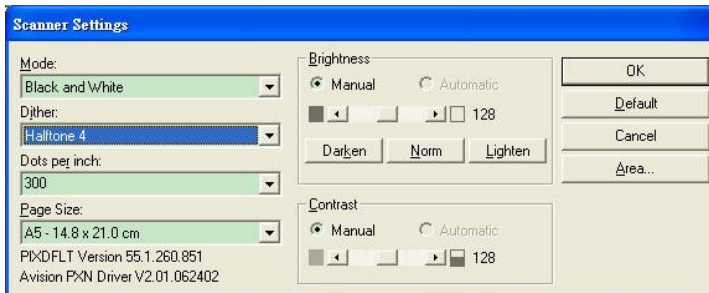 Scanner Settings
Mode:
Black and White
Dither:
Halftone 4
Dots per inch:
300
Page Size:
A5 - 14.8 x 21.0 cm
PIXDFLT Version 55.1.260.851
Avision PXN Driver V2.01.062402
Brightness
Manual Automatic
128
Darken Norm Lighten
Contrast
Manual Automatic
128
OK
Default
Cancel
Area...